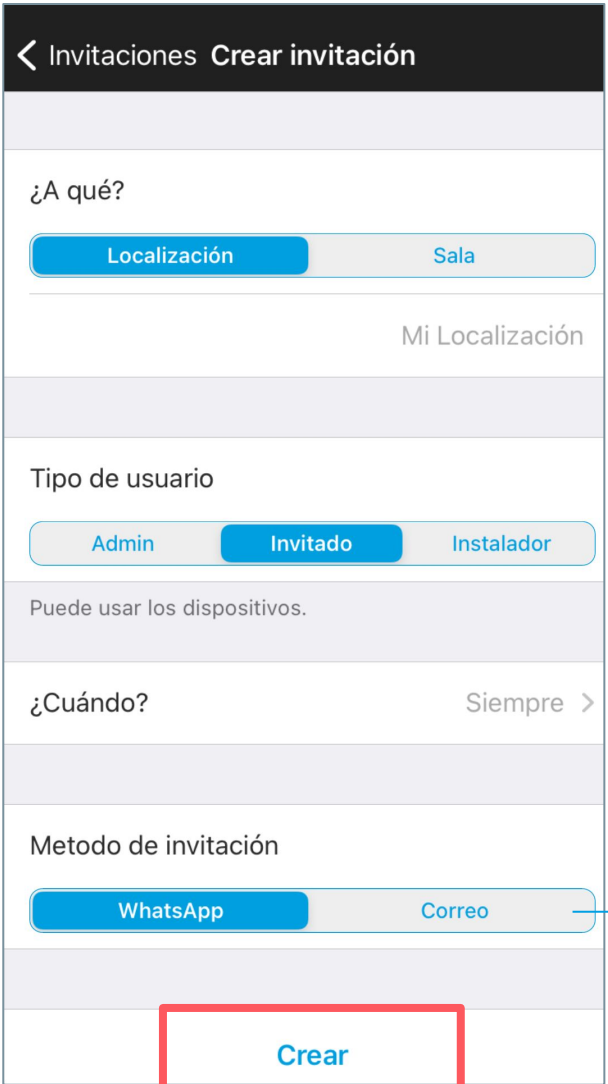 Invitaciones Crear invitación
¿A qué?
Localización Sala
Mi Localización
Tipo de usuario
Admin Invitado Instalador
Puede usar los dispositivos.
¿Cuándo? Siempre
Metodo de invitación
WhatsApp Correo
Crear